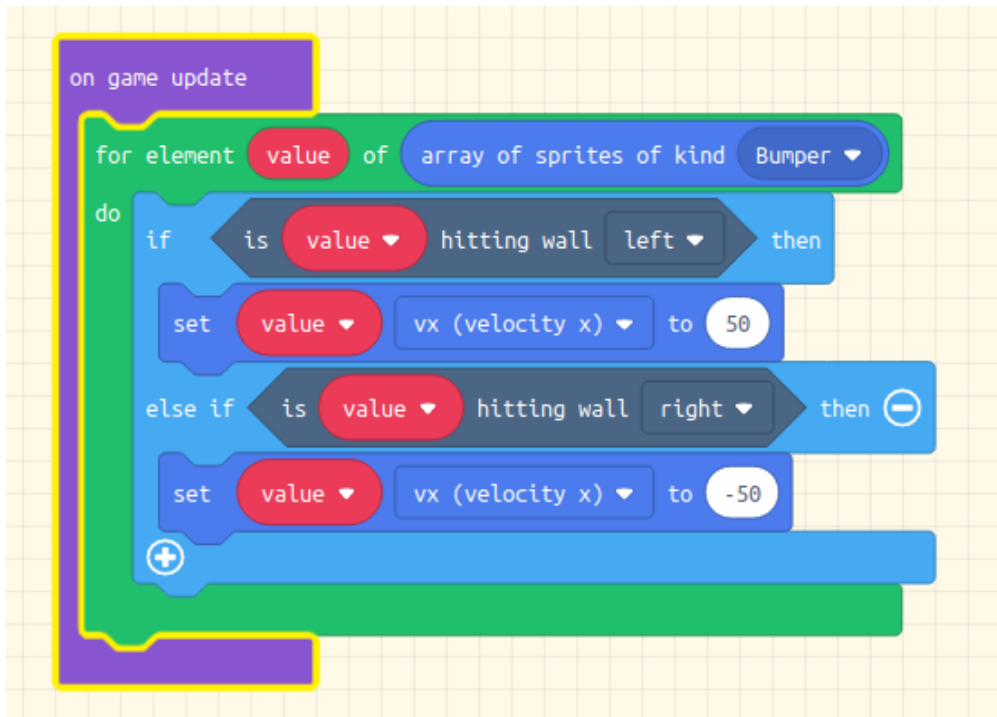 on game update
for element value of array of sprites of kind Bumper
do
if is value hitting wall left then
set value vx (velocity x) to 50
else if is value hitting wall right then
set value vx (velocity x) to -50